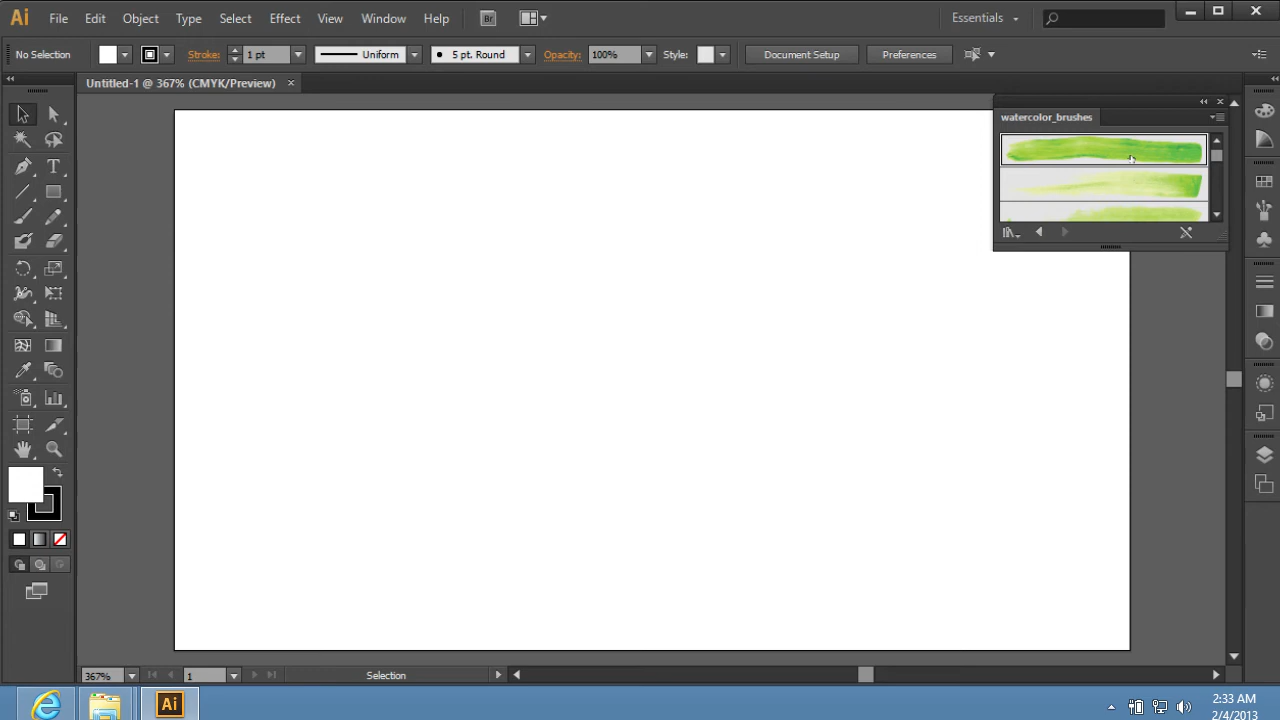 Ai File Edit Object Type Select Effect View Window Help Br Essentials
No Selection Stroke: 1 pt Uniform 5 pt. Round Opacity: 100% Style: Document Setup Preferences
Untitled-1 @ 367% (CMYK/Preview)
watercolor_brushes
T
367% 1 Selection
Ai
2:33 AM
2/4/2013